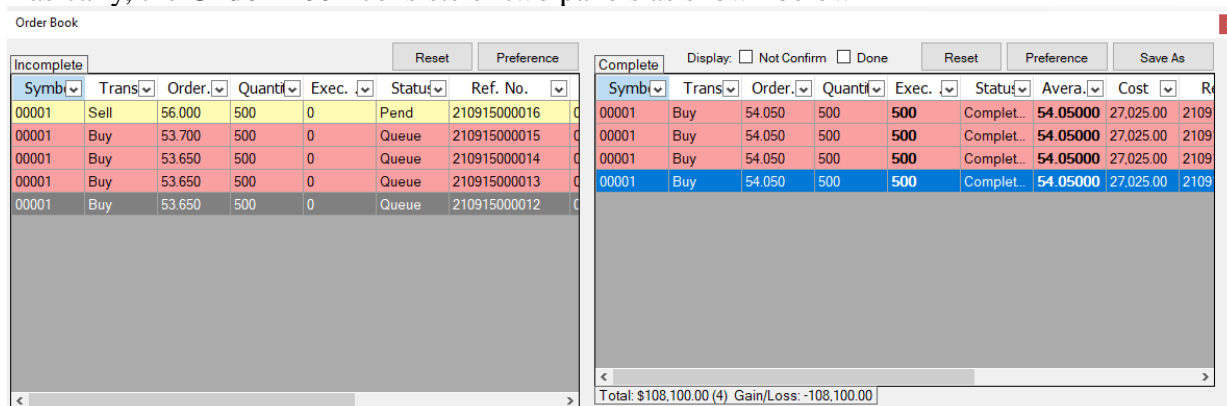 Order Book
Incomplete Reset Preference
Symb Trans Order. Quanti Exec. . Status Ref. No.
00001 Sell 56.000 500 0 Pend 210915000016
00001 Buy 53.700 500 0 Queue 210915000015
00001 Buy 53.650 500 0 Queue 210915000014
00001 Buy 53.650 500 0 Queue 210915000013
00001 Buy 53.650 500 0 Queue 210915000012
Complete Display: Not Confirm Done Reset Preference Save As
Symb Trans Order. Quanti Exec. . Status Avera. Cost Re
00001 Buy 54.050 500 500 Complet... 54.05000 27,025.00 2109
00001 Buy 54.050 500 500 Complet... 54.05000 27,025.00 2109
00001 Buy 54.050 500 500 Complet... 54.05000 27,025.00 2109
00001 Buy 54.050 500 500 Complet... 54.05000 27,025.00 2109
Total: $108,100.00 (4) Gain/Loss: -108,100.00